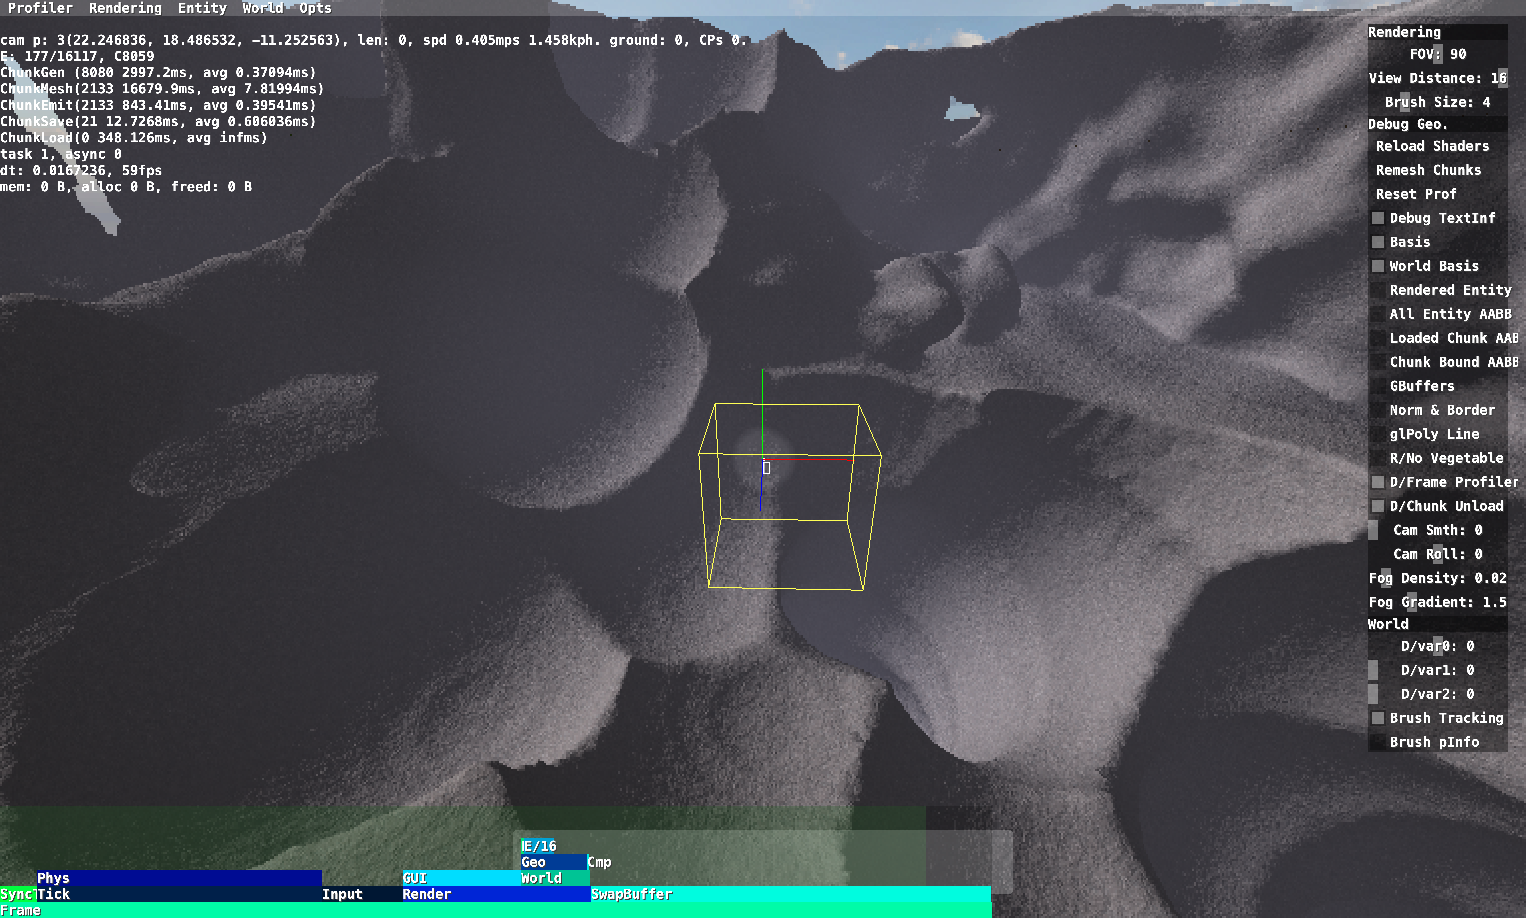 Profiler Rendering Entity World Opts
cam p: 3(22.246836, 18.486532, -11.252563), len: 0, spd 0.405mps 1.458kph. ground: 0, CPs 0.
E: 177/16117, C8059
ChunkGen (8080 2997.2ms, avg 0.37094ms)
ChunkMesh(2133 16679.9ms, avg 7.81994ms)
ChunkEmit(2133 843.41ms, avg 0.39541ms)
ChunkSave(21 12.7268ms, avg 0.606036ms)
ChunkLoad(0 348.126ms, avg infms)
task 1, async 0
dt: 0.0167236, 59fps
mem: 0 B, alloc 0 B, freed: 0 B
Rendering
FOV: 90
View Distance: 16
Brush Size: 4
Debug Geo.
Reload Shaders
Remesh Chunks
Reset Prof
Debug TextInf
Basis
World Basis
Rendered Entity
All Entity AABB
Loaded Chunk AAB
Chunk Bound AABB
GBuffers
Norm & Border
glPoly Line
R/No Vegetable
D/Frame Profiler
D/Chunk Unload
Cam Smth: 0
Cam Roll: 0
Fog Density: 0.02
Fog Gradient: 1.5
World
D/var0: 0
D/var1: 0
D/var2: 0
Brush Tracking
Brush pInfo
E/16
Geo Cmp
Phys GUI World
Sync Tick Input Render SwapBuffer
Frame